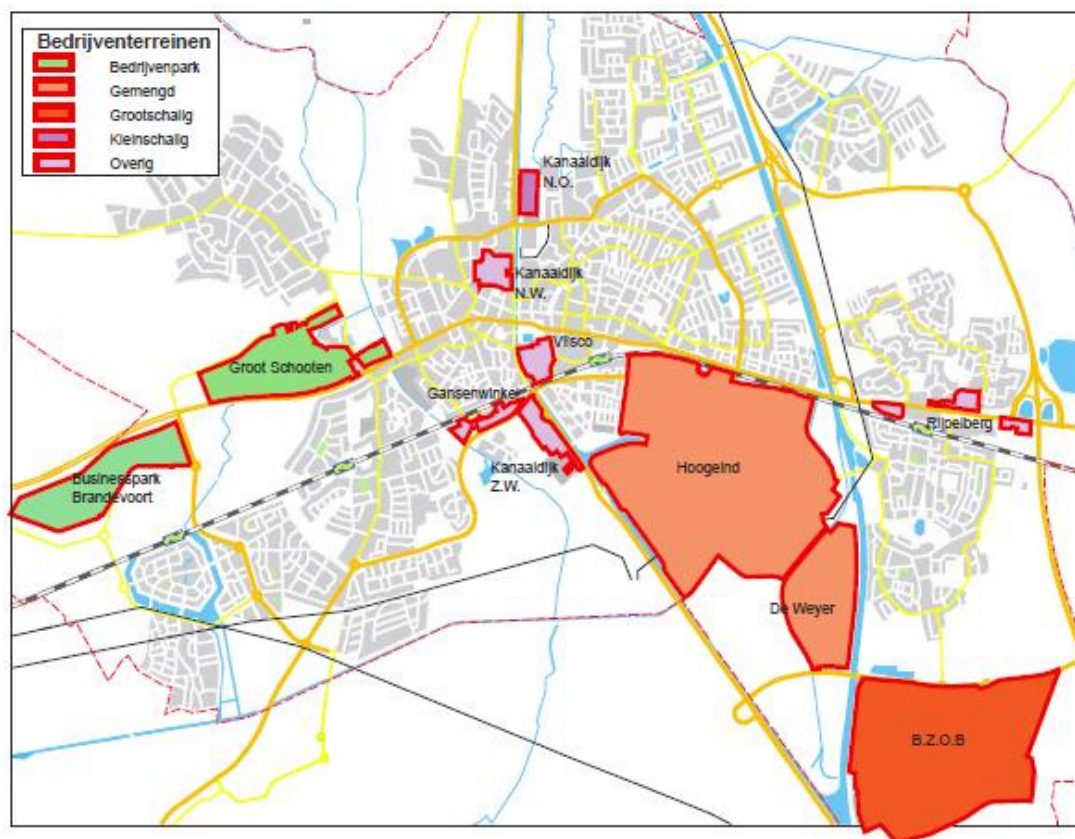 Bedrijventerreinen
Bedrijvenpark
Gemengd
Grootschalig
Kleinschalig
Overig
Kanaaldijk
N.O.
Kanaaldijk
N.W.
Vlisco
Groot Schooten
Gansenwinkel
Rijpelberg
Businesspark
Brandevoort
Kanaaldijk
Z.W.
Hoogeind
De Weyer
B.Z.O.B